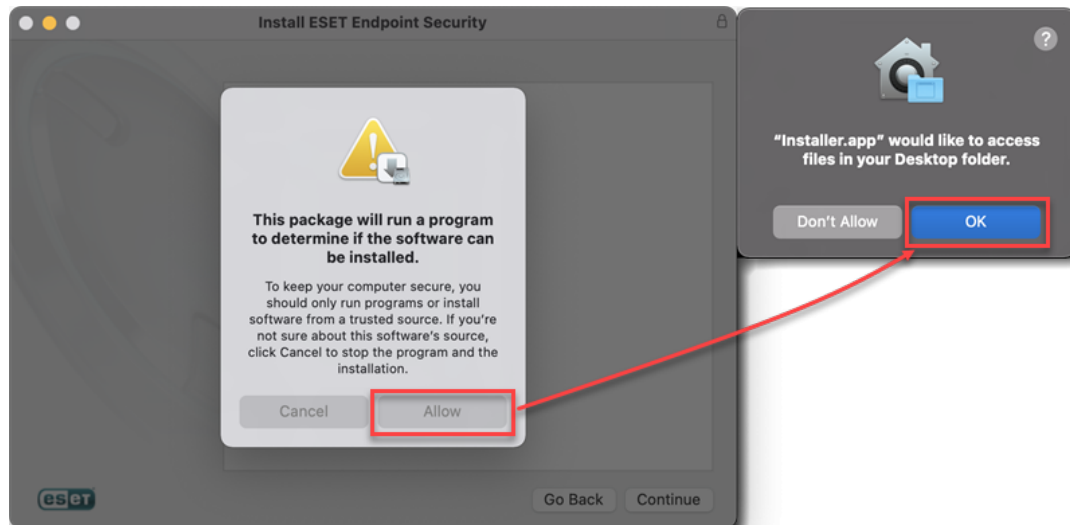 Install ESET Endpoint Security
This package will run a program
to determine if the software can
be installed.
To keep your computer secure, you
should only run programs or install
software from a trusted source. If you're
not sure about this software's source,
click Cancel to stop the program and the
installation.
Cancel
Allow
eseT
Go Back
Continue
?
"Installer.app" would like to access
files in your Desktop folder.
Don't Allow
OK